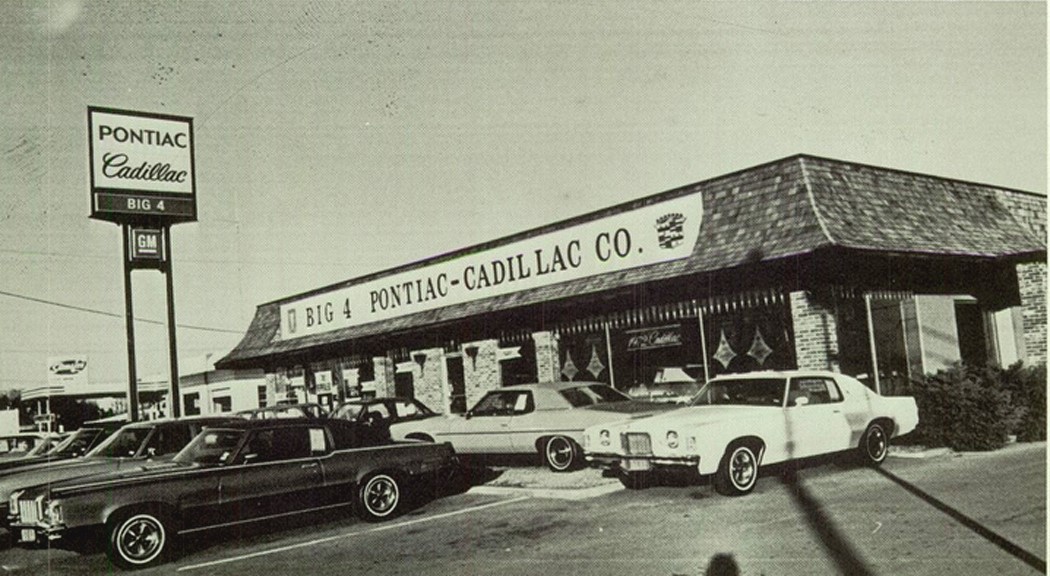 PONTIAC
Cadillac
BIG 4
GM
BIG 4 PONTIAC-CADILLAC CO.